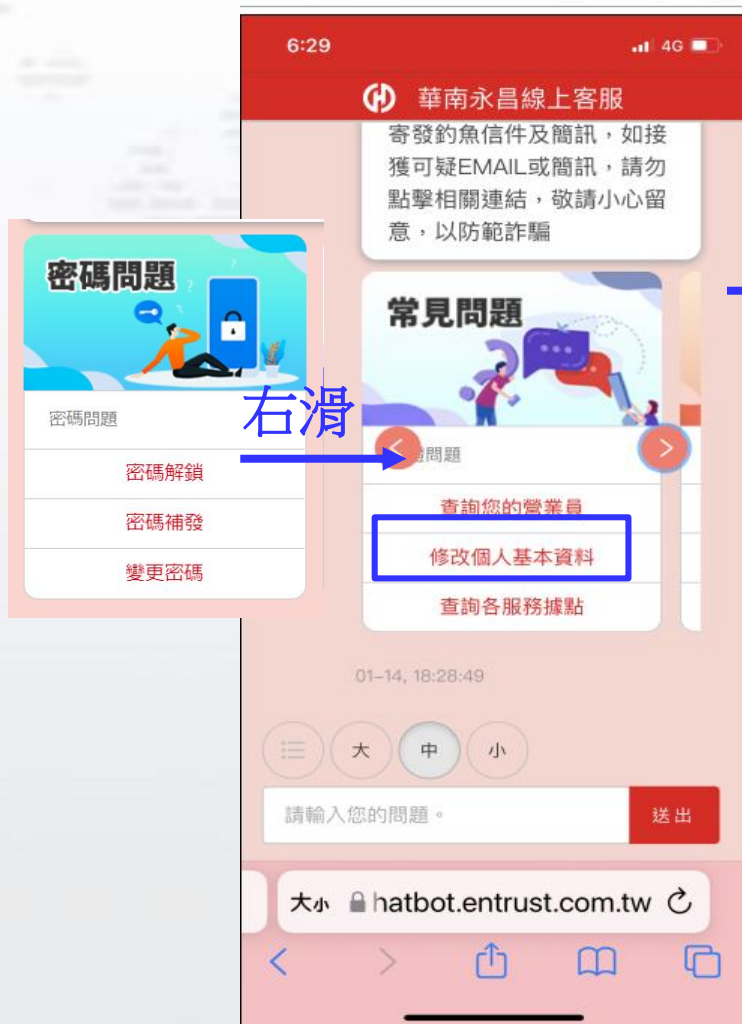 密碼問題
密碼問題
密碼解鎖
密碼補發
變更密碼
右滑
6:29
4G
華南永昌線上客服
寄發釣魚信件及簡訊，如接
獲可疑EMAIL或簡訊，請勿
點擊相關連結，敬請小心留
意，以防範詐騙
常見問題
問題
查詢您的營業員
修改個人基本資料
查詢各服務據點
01-14, 18:28:49
大
中
小
請輸入您的問題。
送出
大小
hatbot.entrust.com.tw